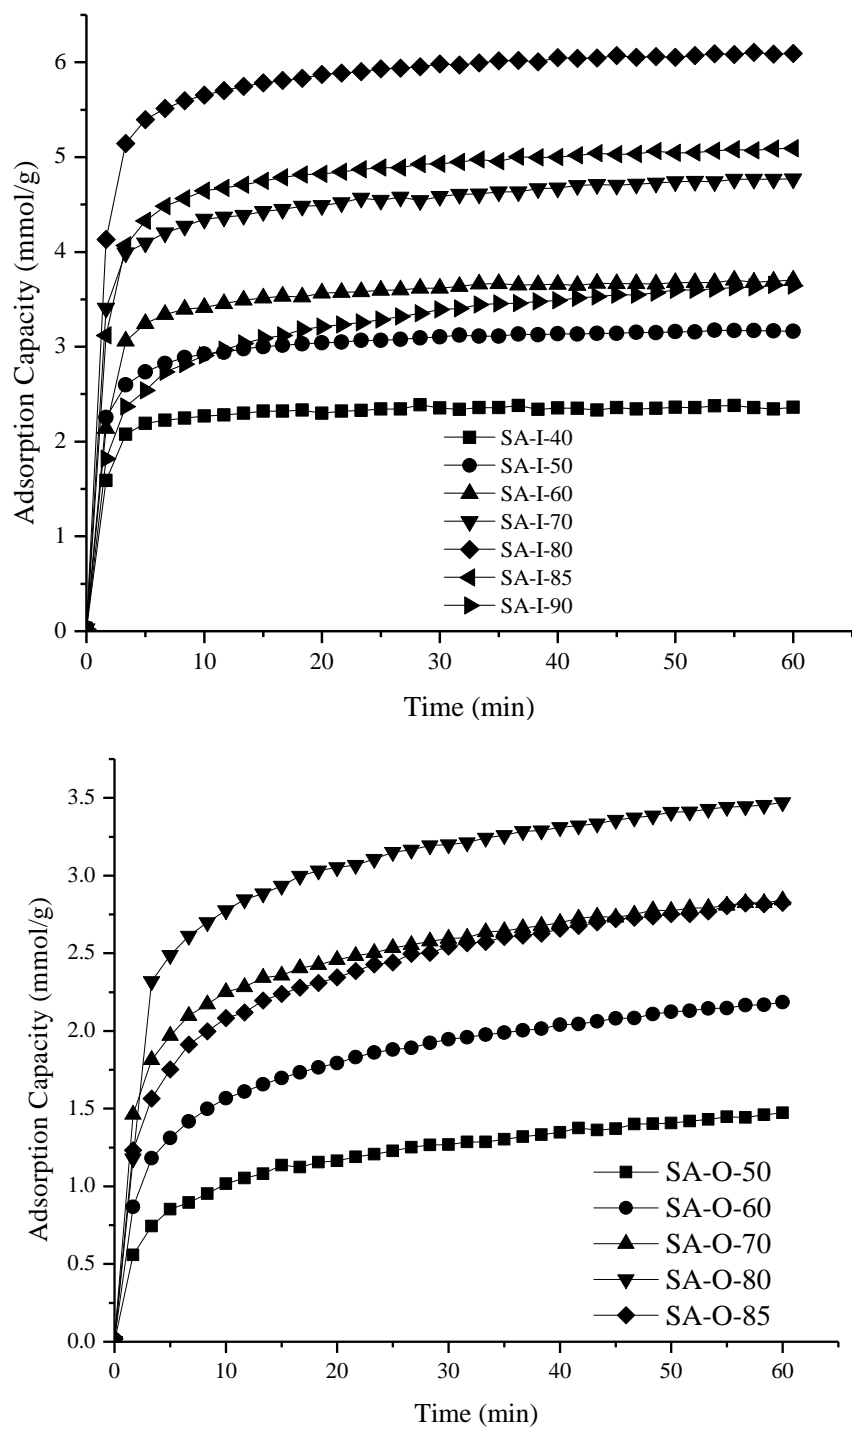 6
5
4
3
2
1
0
Adsorption Capacity (mmol/g)
SA-I-40
SA-I-50
SA-I-60
SA-I-70
SA-I-80
SA-I-85
SA-I-90
0 10 20 30 40 50 60
Time (min)
3.5
3.0
2.5
2.0
1.5
1.0
0.5
0.0
Adsorption Capacity (mmol/g)
SA-O-50
SA-O-60
SA-O-70
SA-O-80
SA-O-85
0 10 20 30 40 50 60
Time (min)